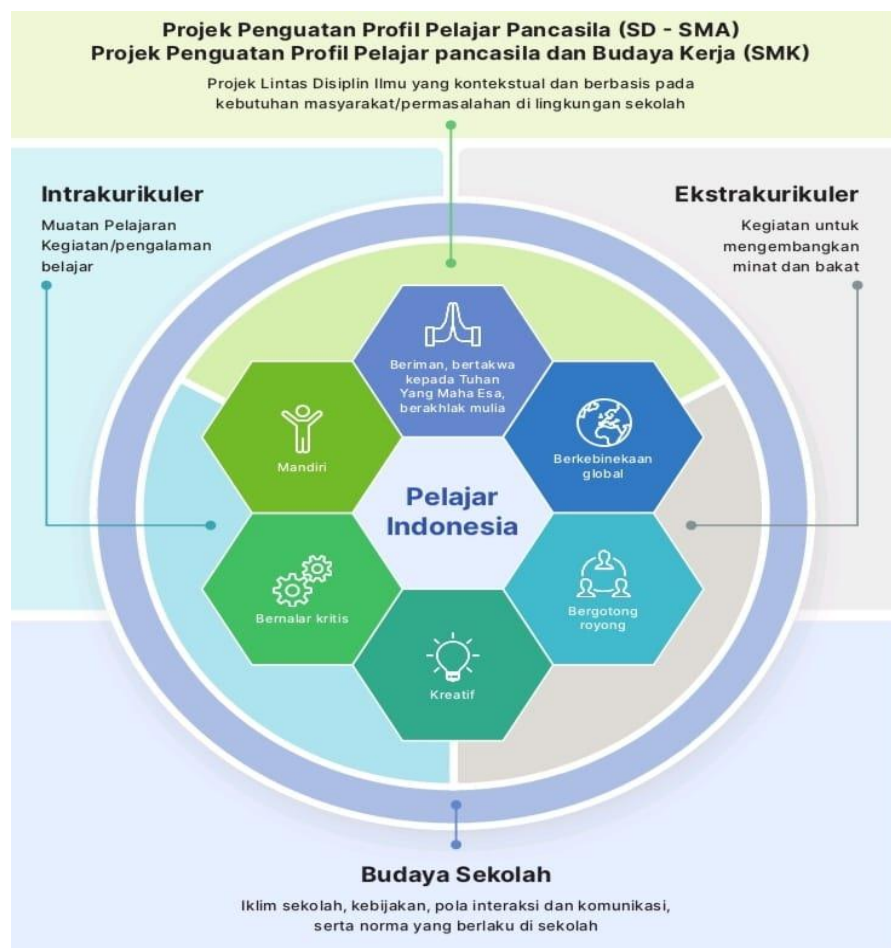 Projek Penguatan Profil Pelajar Pancasila (SD - SMA)
Projek Penguatan Profil Pelajar pancasila dan Budaya Kerja (SMK)
Projek Lintas Disiplin Ilmu yang kontekstual dan berbasis pada
kebutuhan masyarakat/permasalahan di lingkungan sekolah
Intrakurikuler
Muatan Pelajaran
Kegiatan/pengalaman
belajar
Ekstrakurikuler
Kegiatan untuk
mengembangkan
minat dan bakat
Beriman, bertakwa
kepada Tuhan
Yang Maha Esa,
berakhlak mulia
Mandiri
Berkebinekaan
global
Pelajar
Indonesia
Bernalar kritis
Bergotong
royong
Kreatif
Budaya Sekolah
Iklim sekolah, kebijakan, pola interaksi dan komunikasi,
serta norma yang berlaku di sekolah